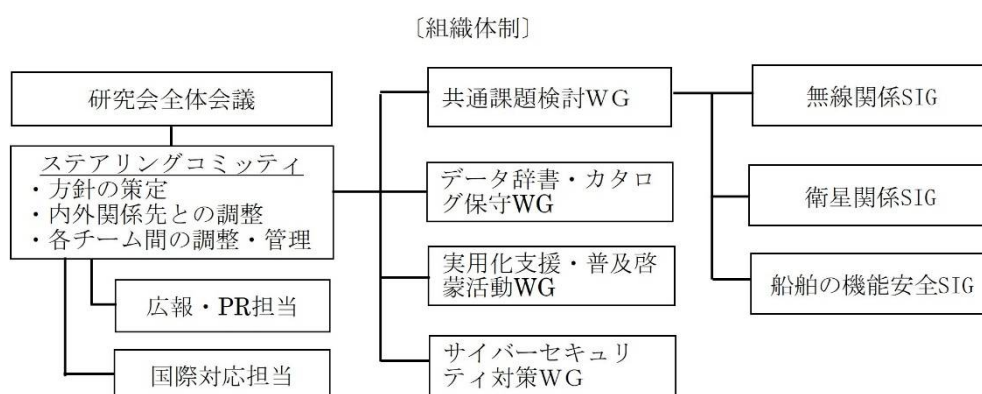 〔組織体制〕
研究会全体会議
ステアリングコミッティ
・方針の策定
・内外関係先との調整
・各チーム間の調整・管理
広報・PR担当
国際対応担当
共通課題検討WG
データ辞書・カタロ
グ保守WG
実用化支援・普及啓
蒙活動WG
サイバーセキュリ
ティ対策WG
無線関係SIG
衛星関係SIG
船舶の機能安全SIG